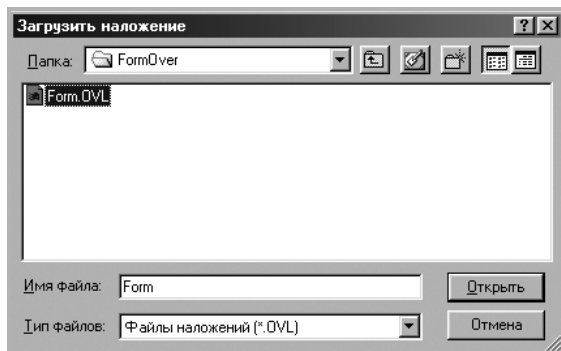 Загрузить наложение
Папка: FormOver
Form.OVL
Имя файла: Form Открыть
Тип файлов: Файлы наложений (*.OVL) Отмена